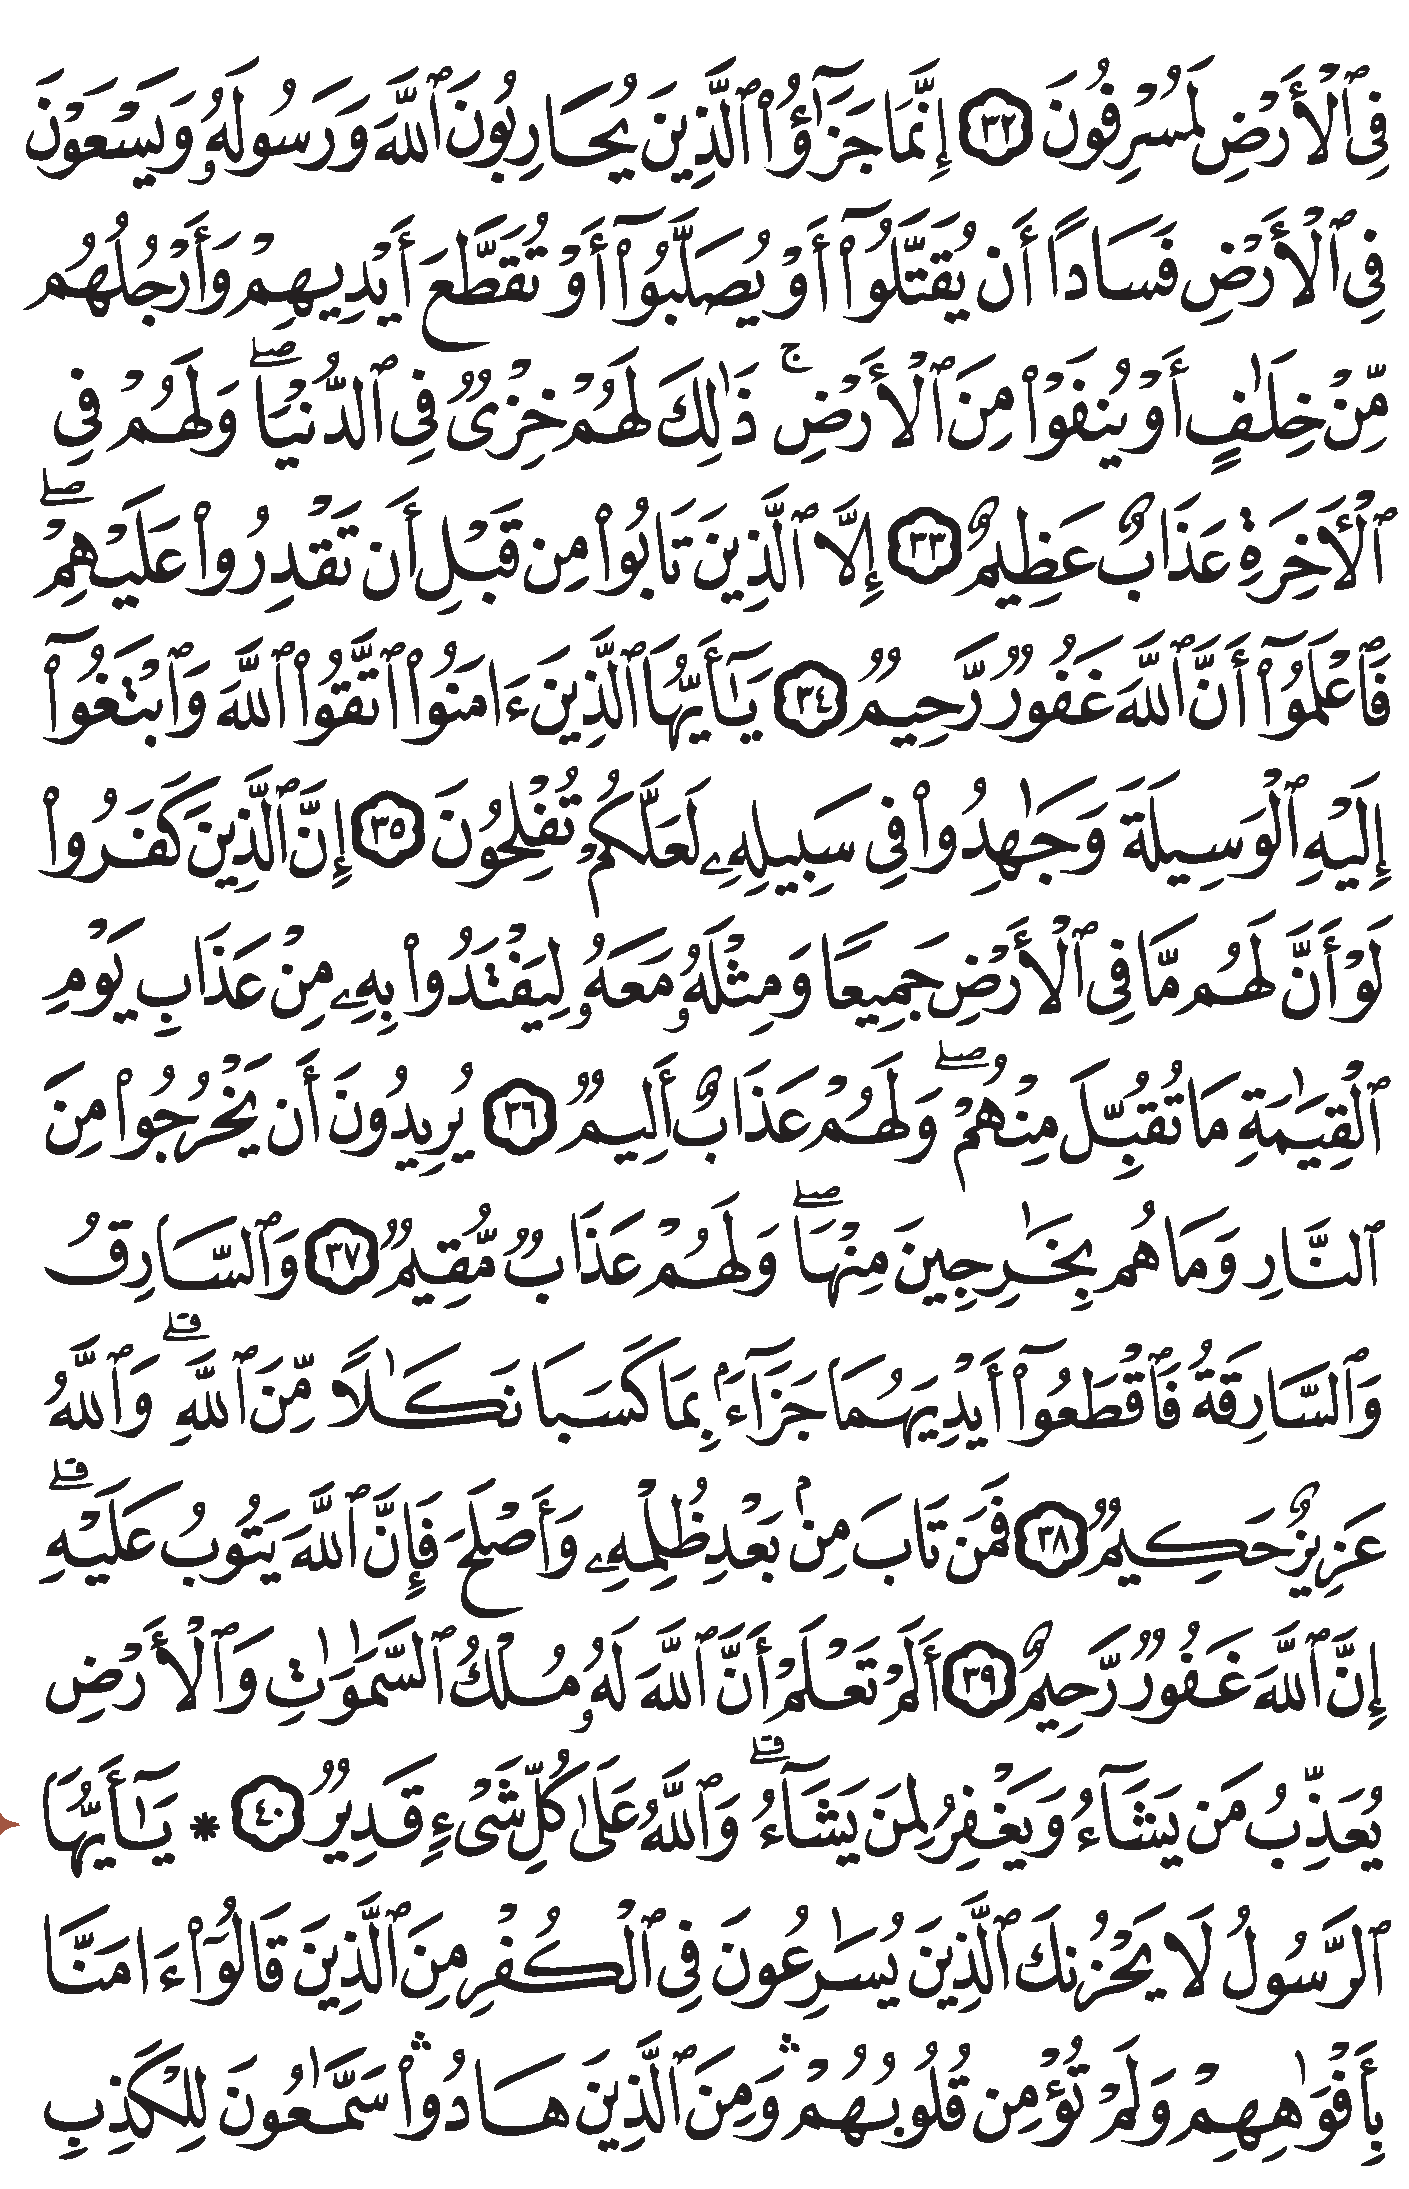 فِى ٱلْأَرْضِ لَمُسْرِفُونَ ٣٢ إِنَّمَا جَزَٰٓؤُا۟ ٱلَّذِينَ يُحَارِبُونَ ٱللَّهَ وَرَسُولَهُۥ وَيَسْعَوْنَ
فِى ٱلْأَرْضِ فَسَادًا أَن يُقَتَّلُوٓا۟ أَوْ يُصَلَّبُوٓا۟ أَوْ تُقَطَّعَ أَيْدِيهِمْ وَأَرْجُلُهُم
مِّنْ خِلَٰفٍ أَوْ يُنفَوْا۟ مِنَ ٱلْأَرْضِ ۚ ذَٰلِكَ لَهُمْ خِزْىٌ فِى ٱلدُّنْيَا ۖ وَلَهُمْ فِى
ٱلْءَاخِرَةِ عَذَابٌ عَظِيمٌ ٣٣ إِلَّا ٱلَّذِينَ تَابُوا۟ مِن قَبْلِ أَن تَقْدِرُوا۟ عَلَيْهِمْ ۖ
فَٱعْلَمُوٓا۟ أَنَّ ٱللَّهَ غَفُورٌ رَّحِيمٌ ٣٤ يَٰٓأَيُّهَا ٱلَّذِينَ ءَامَنُوا۟ ٱتَّقُوا۟ ٱللَّهَ وَٱبْتَغُوٓا۟
إِلَيْهِ ٱلْوَسِيلَةَ وَجَٰهِدُوا۟ فِى سَبِيلِهِۦ لَعَلَّكُمْ تُفْلِحُونَ ٣٥ إِنَّ ٱلَّذِينَ كَفَرُوا۟
لَوْ أَنَّ لَهُم مَّا فِى ٱلْأَرْضِ جَمِيعًا وَمِثْلَهُۥ مَعَهُۥ لِيَفْتَدُوا۟ بِهِۦ مِنْ عَذَابِ يَوْمِ
ٱلْقِيَٰمَةِ مَا تُقُبِّلَ مِنْهُمْ ۖ وَلَهُمْ عَذَابٌ أَلِيمٌ ٣٦ يُرِيدُونَ أَن يَخْرُجُوا۟ مِنَ
ٱلنَّارِ وَمَا هُم بِخَٰرِجِينَ مِنْهَا ۖ وَلَهُمْ عَذَابٌ مُّقِيمٌ ٣٧ وَٱلسَّارِقُ
وَٱلسَّارِقَةُ فَٱقْطَعُوٓا۟ أَيْدِيَهُمَا جَزَآءًۢ بِمَا كَسَبَا نَكَٰلًا مِّنَ ٱللَّهِ ۗ وَٱللَّهُ
عَزِيزٌ حَكِيمٌ ٣٨ فَمَن تَابَ مِنۢ بَعْدِ ظُلْمِهِۦ وَأَصْلَحَ فَإِنَّ ٱللَّهَ يَتُوبُ عَلَيْهِ ۗ
إِنَّ ٱللَّهَ غَفُورٌ رَّحِيمٌ ٣٩ أَلَمْ تَعْلَمْ أَنَّ ٱللَّهَ لَهُۥ مُلْكُ ٱلسَّمَٰوَٰتِ وَٱلْأَرْضِ
يُعَذِّبُ مَن يَشَآءُ وَيَغْفِرُ لِمَن يَشَآءُ ۗ وَٱللَّهُ عَلَىٰ كُلِّ شَىْءٍ قَدِيرٌ ٤٠ * يَٰٓأَيُّهَا
ٱلرَّسُولُ لَا يَحْزُنكَ ٱلَّذِينَ يُسَٰرِعُونَ فِى ٱلْكُفْرِ مِنَ ٱلَّذِينَ قَالُوٓا۟ ءَامَنَّا
بِأَفْوَٰهِهِمْ وَلَمْ تُؤْمِن قُلُوبُهُمْ ۛ وَمِنَ ٱلَّذِينَ هَادُوا۟ ۛ سَمَّٰعُونَ لِلْكَذِبِ